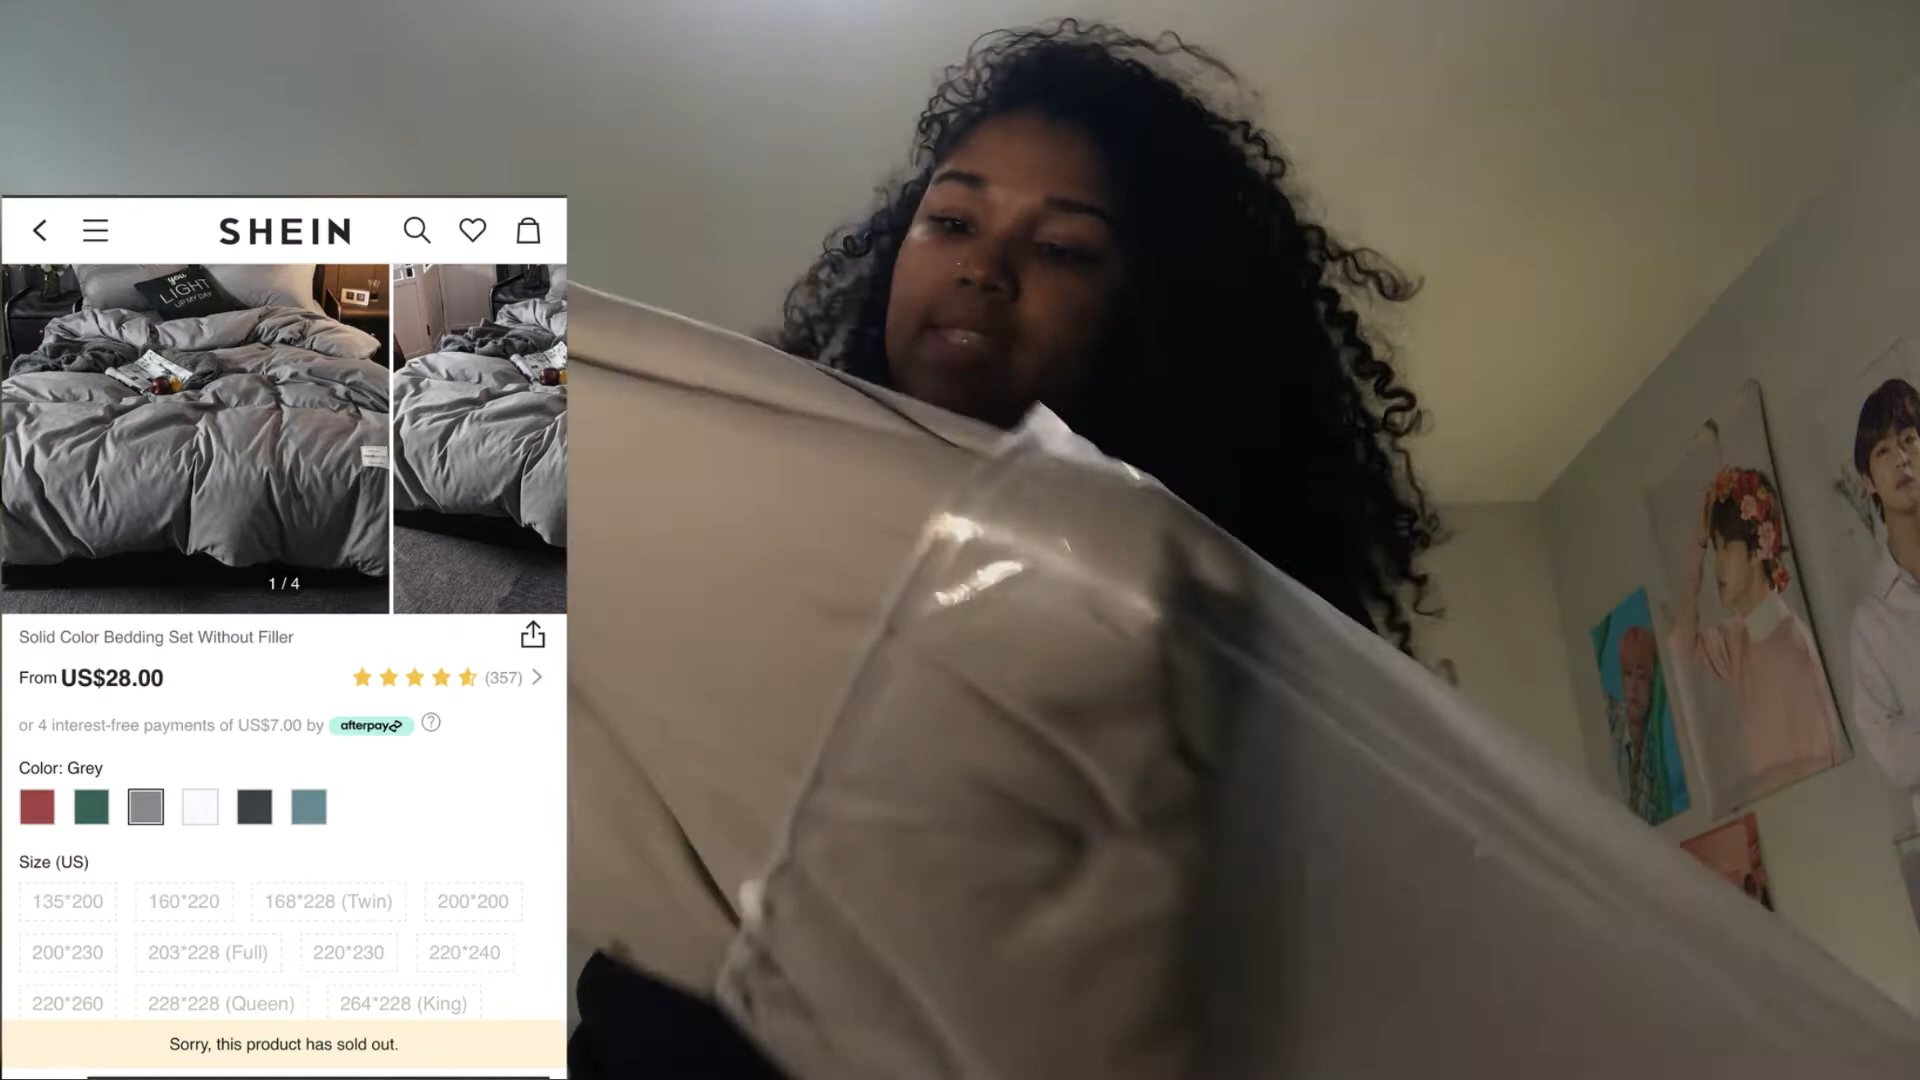 SHEIN
you
LIGHT
UP MY DAY
1 / 4
Solid Color Bedding Set Without Filler
From US$28.00
(357)
or 4 interest-free payments of US$7.00 by afterpay
?
Color: Grey
Size (US)
135*200 160*220 168*228 (Twin) 200*200
200*230 203*228 (Full) 220*230 220*240
220*260 228*228 (Queen) 264*228 (King)
Sorry, this product has sold out.